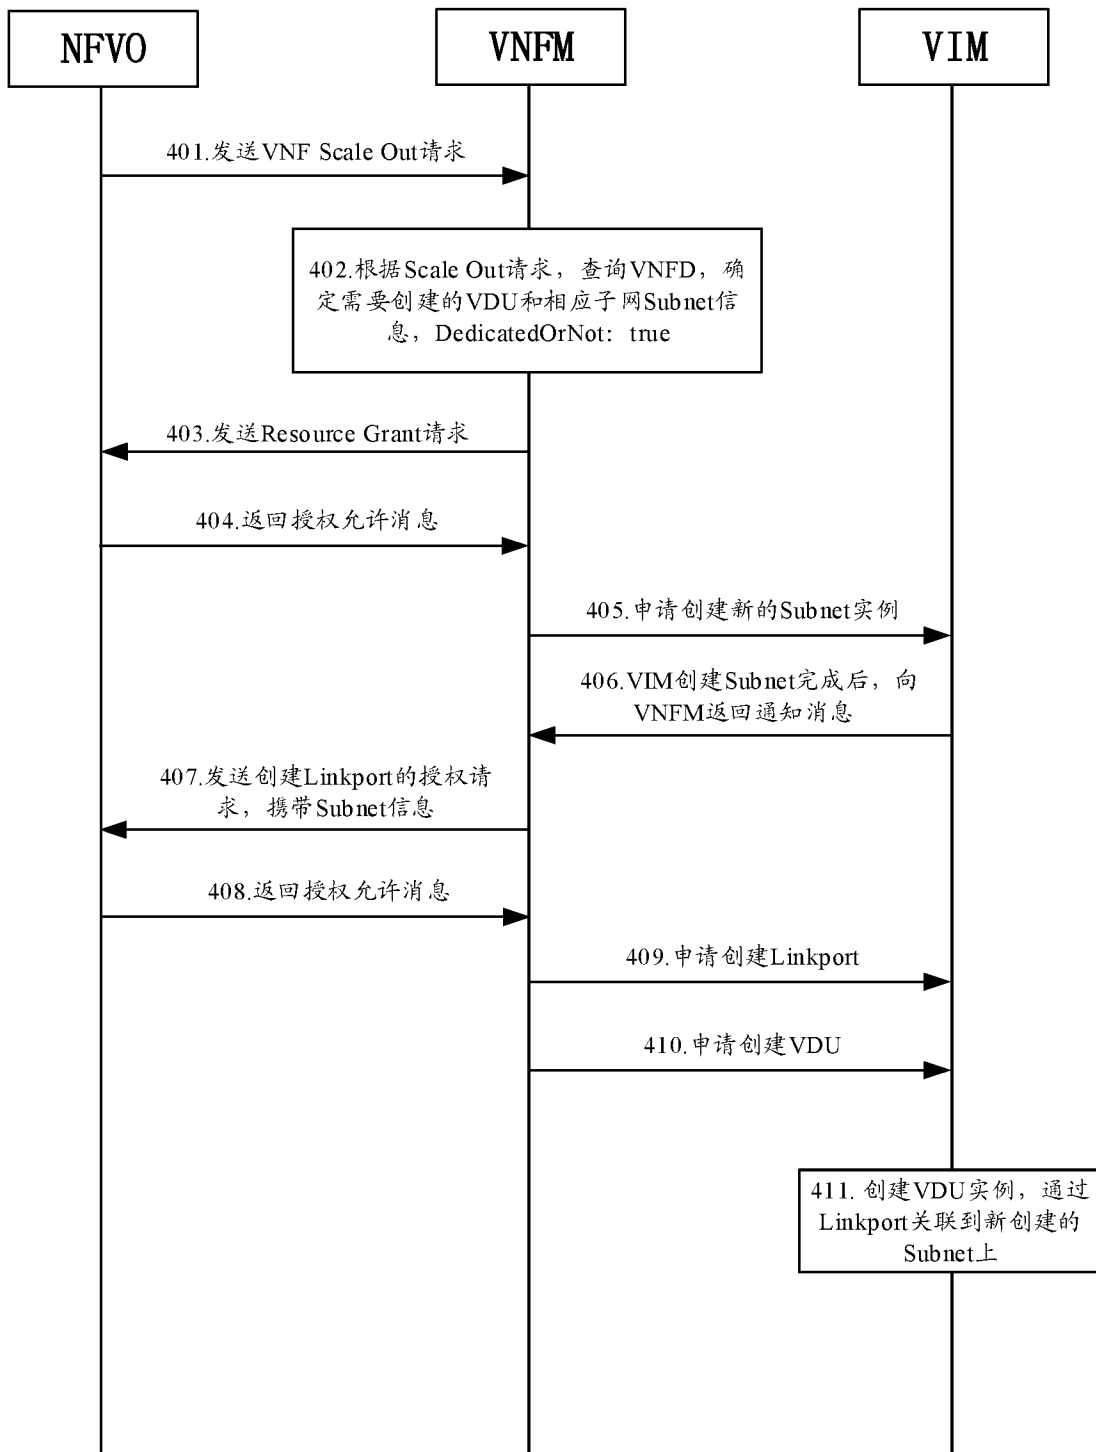 NFVO
VNFM
VIM
401.发送VNF Scale Out请求
402.根据Scale Out请求，查询VNFD，确
定需要创建的VDU和相应子网Subnet信
息，DedicatedOrNot：true
403.发送Resource Grant请求
404.返回授权允许消息
405.申请创建新的Subnet实例
406.VIM创建Subnet完成后，向
VNFM返回通知消息
407.发送创建Linkport的授权请
求，携带Subnet信息
408.返回授权允许消息
409.申请创建Linkport
410.申请创建VDU
411. 创建VDU实例，通过
Linkport关联到新创建的
Subnet上